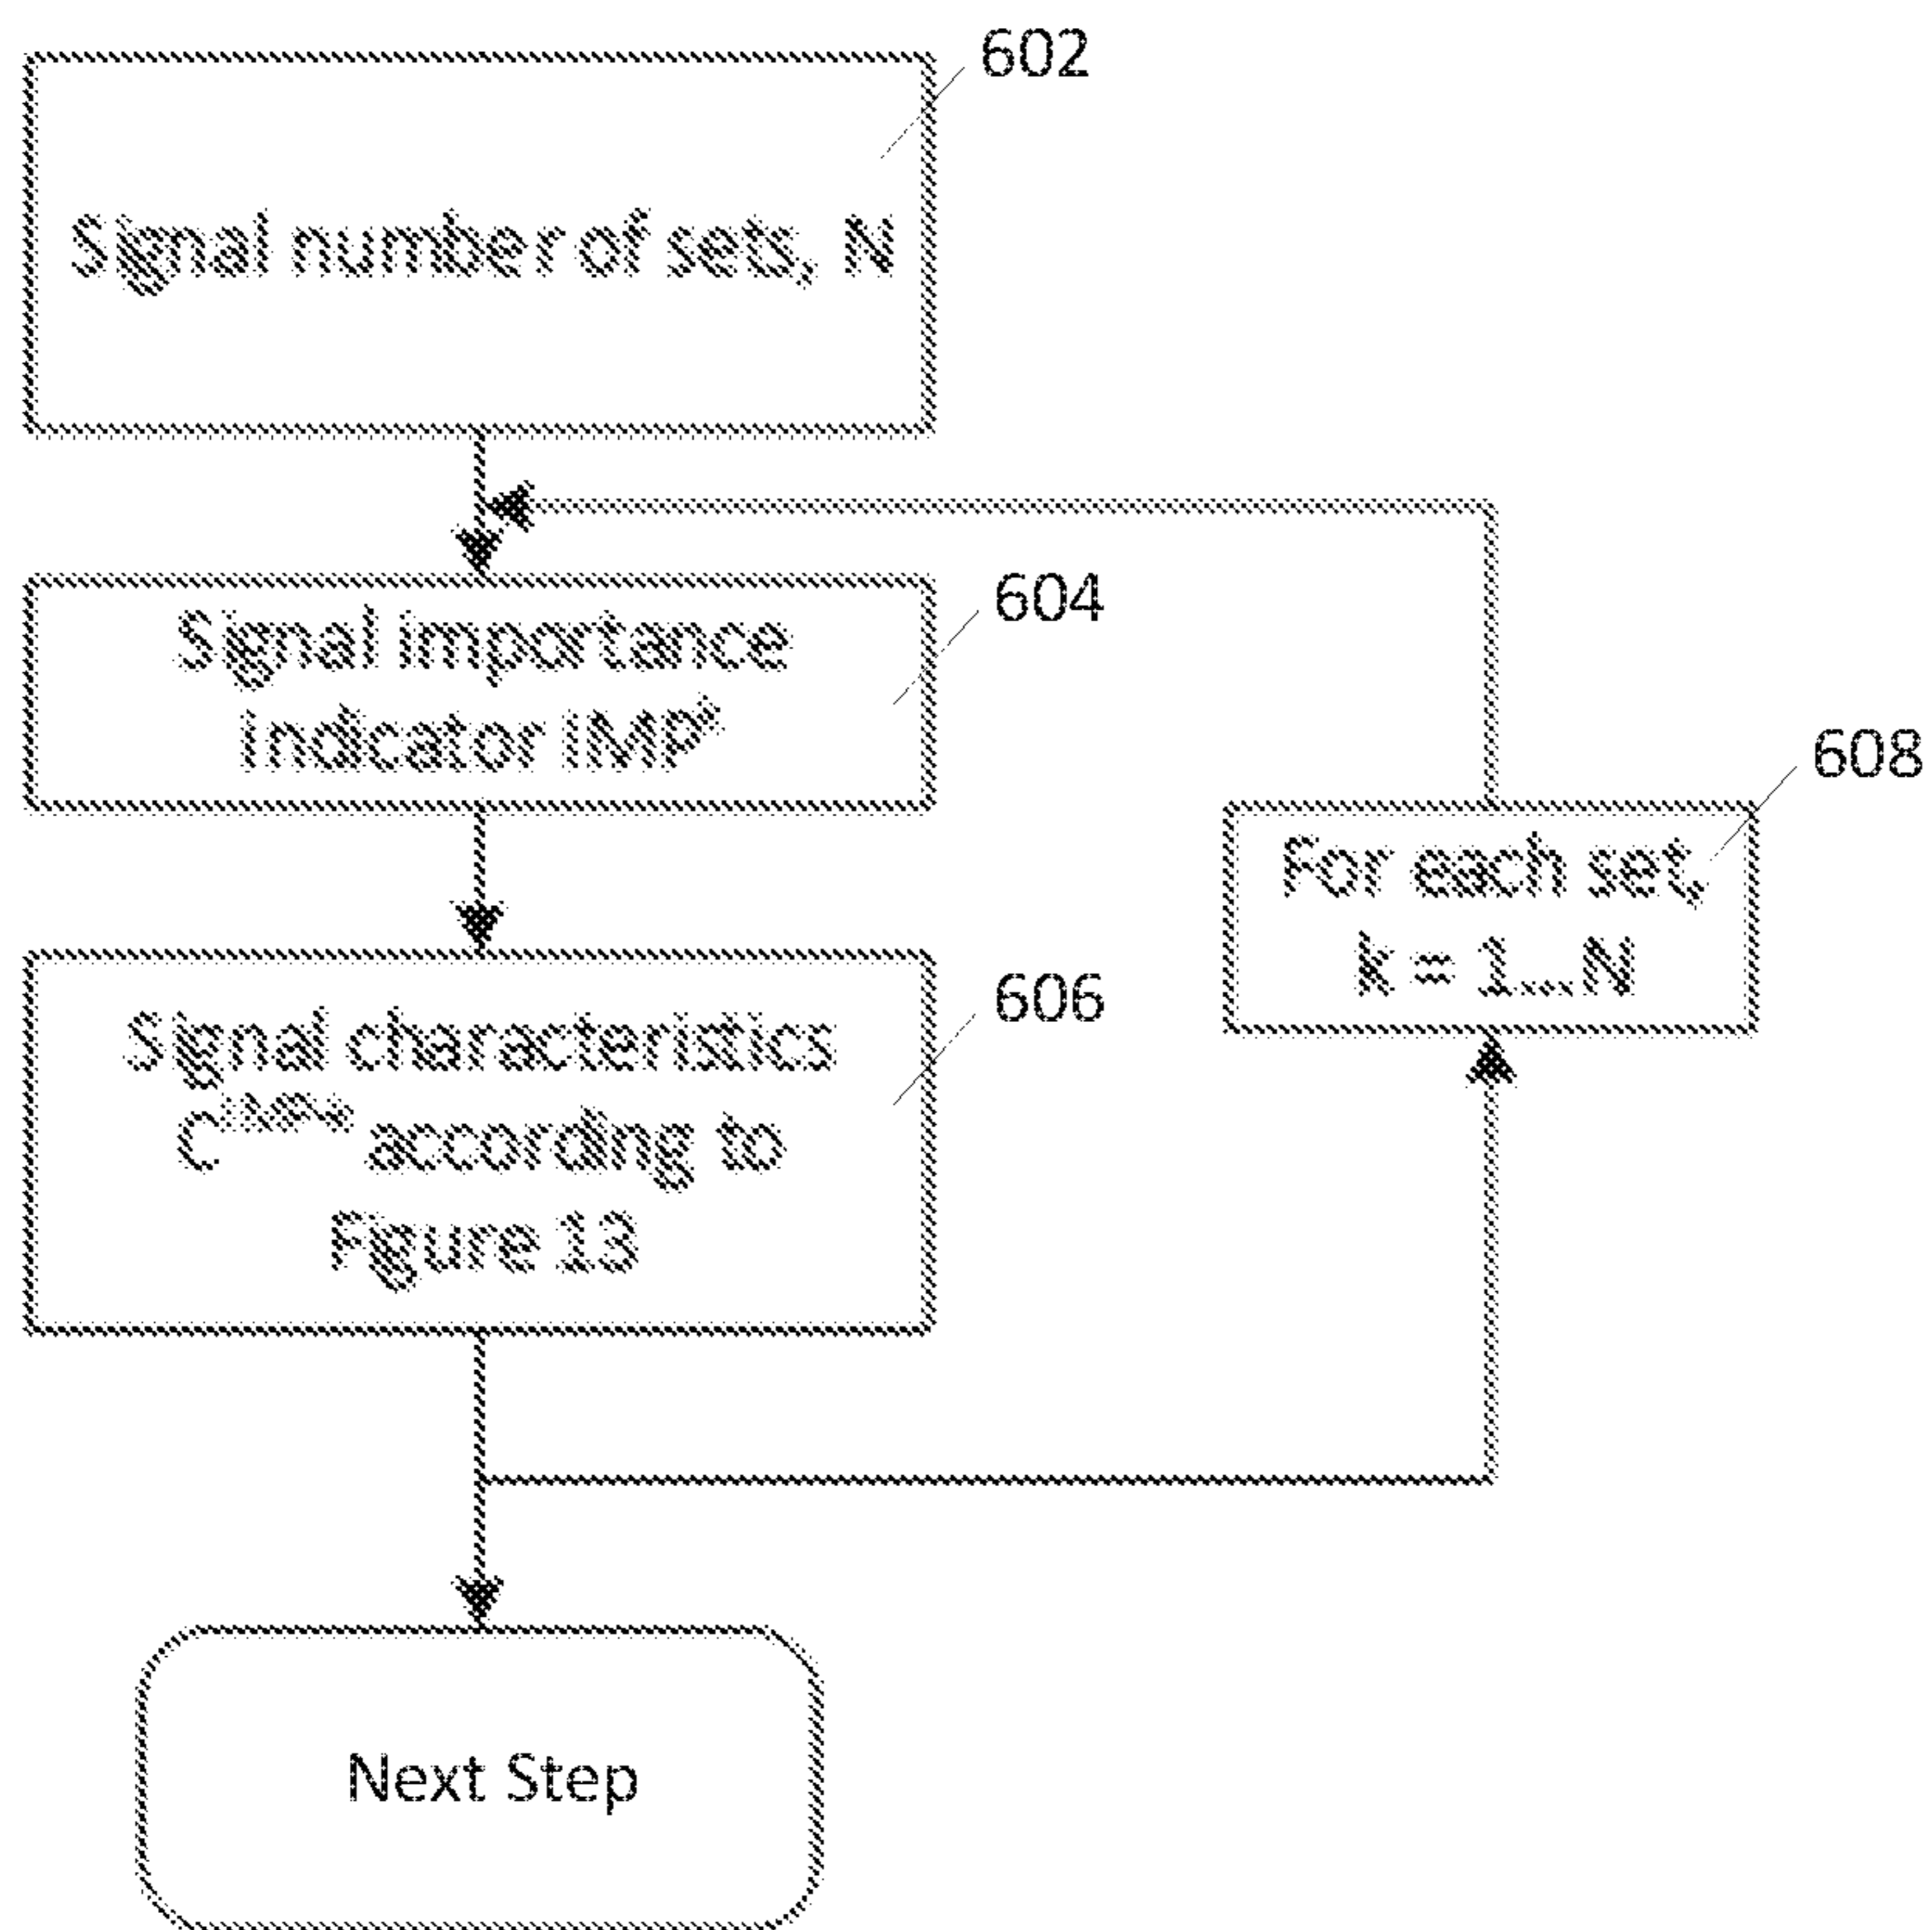 602
Signal number of sets, N
604
Signal importance
indicator IMP
606
Signal characteristics
C according to
Figure 13
608
For each set,
k = 1....N
Next Step